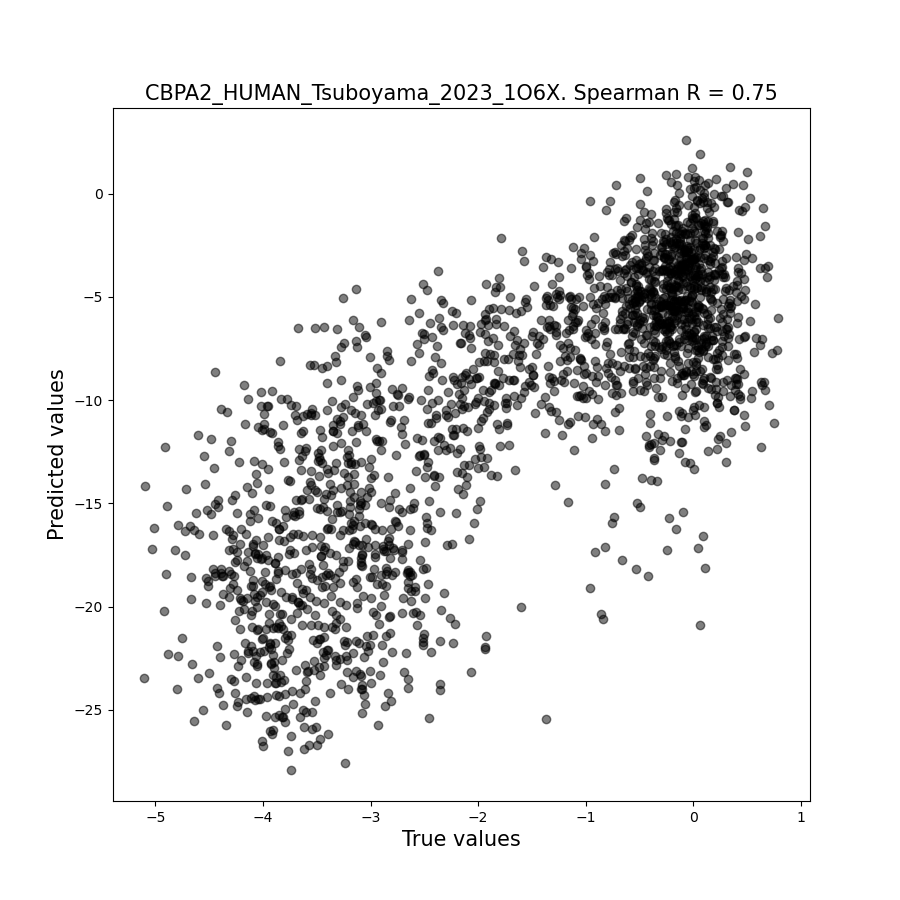 CBPA2_HUMAN_Tsuboyama_2023_1O6X. Spearman R = 0.75
0
−5
−10
−15
−20
−25
Predicted values
−5 −4 −3 −2 −1 0 1
True values